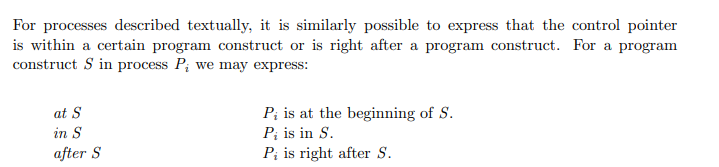 For processes described textually, it is similarly possible to express that the control pointer
is within a certain program construct or is right after a program construct. For a program
construct S in process Pi we may express:
at S Pi is at the beginning of S.
in S Pi is in S.
after S Pi is right after S.